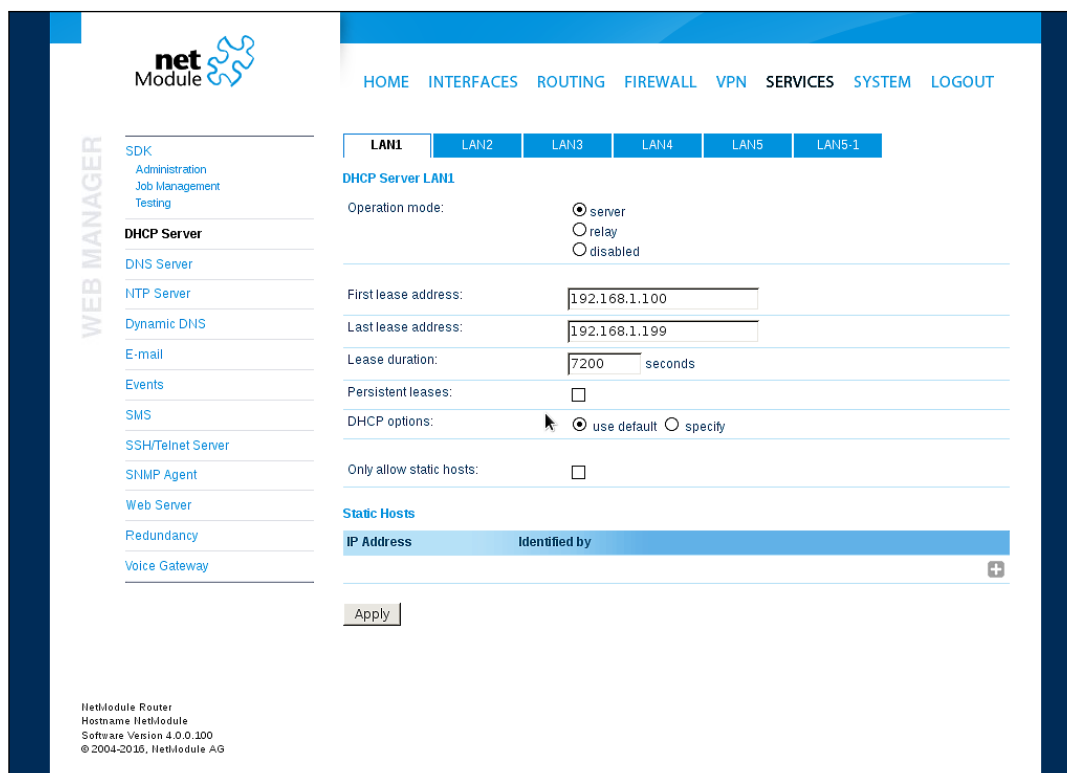 net
Module
HOME INTERFACES ROUTING FIREWALL VPN SERVICES SYSTEM LOGOUT
WEB MANAGER
SDK
Administration
Job Management
Testing
DHCP Server
DNS Server
NTP Server
Dynamic DNS
E-mail
Events
SMS
SSH/Telnet Server
SNMP Agent
Web Server
Redundancy
Voice Gateway
LAN1 LAN2 LAN3 LAN4 LAN5 LAN5-1
DHCP Server LAN1
Operation mode: server
relay
disabled
First lease address: 192.168.1.100
Last lease address: 192.168.1.199
Lease duration: 7200 seconds
Persistent leases:
DHCP options: use default specify
Only allow static hosts:
Static Hosts
IP Address Identified by
Apply
NetModule Router
Hostname NetModule
Software Version 4.0.0.100
© 2004-2016, NetModule AG